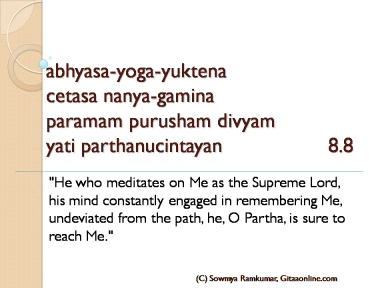 abhyasa-yoga-yuktena
cetasa nanya-gamina
paramam purusham divyam
yati parthanucintayan 8.8
"He who meditates on Me as the Supreme Lord,
his mind constantly engaged in remembering Me,
undeviated from the path, he, O Partha, is sure to
reach Me."
(C) Sowmya Ramkumar, Gitaaonline.com